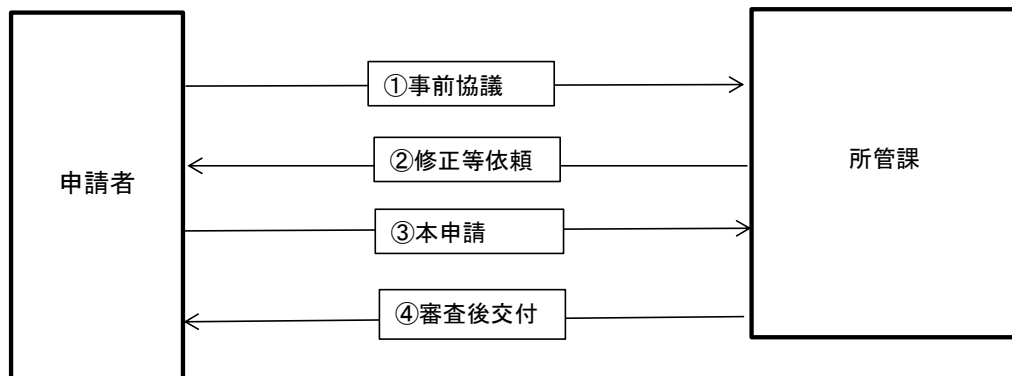 ①事前協議
②修正等依頼
所管課
申請者
③本申請
④審査後交付